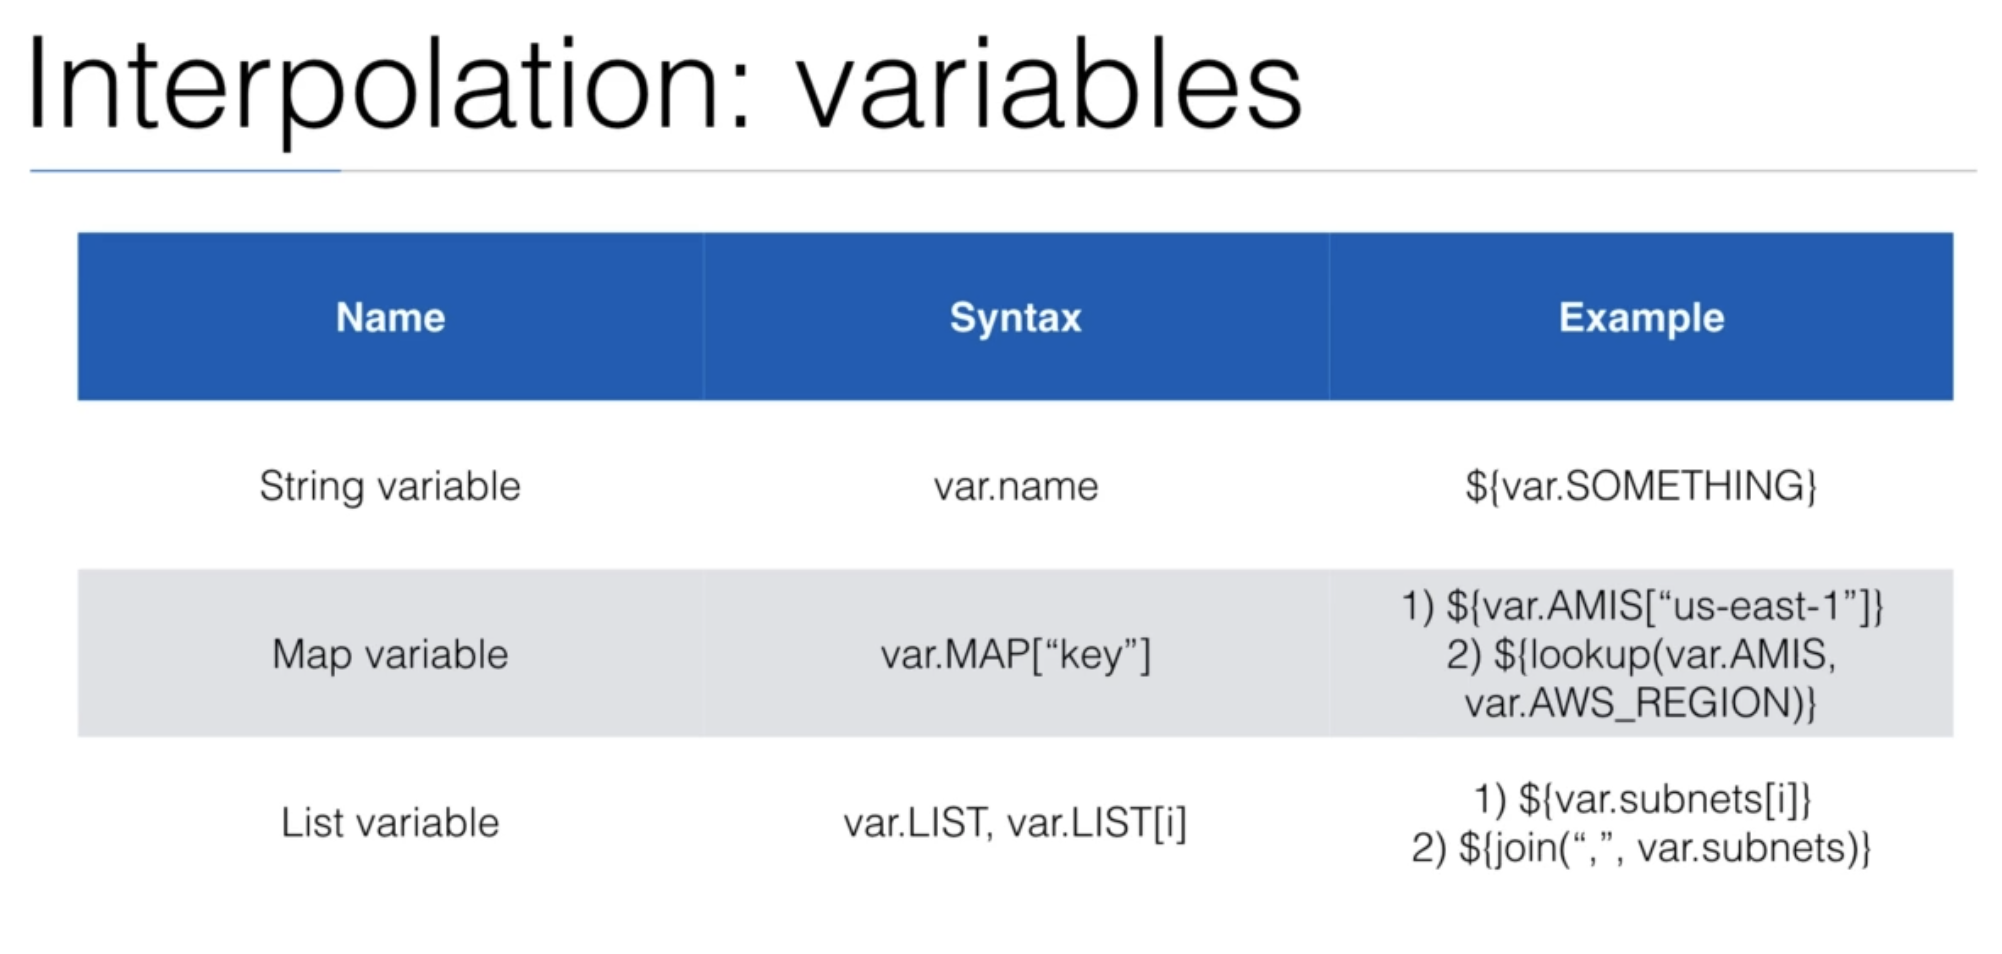 Interpolation: variables
Name Syntax Example
String variable var.name ${var.SOMETHING}
Map variable var.MAP[“key”] 1) ${var.AMIS[“us-east-1”]}
2) ${lookup(var.AMIS,
var.AWS_REGION)}
List variable var.LIST, var.LIST[i] 1) ${var.subnets[i]}
2) ${join(“,”, var.subnets)}